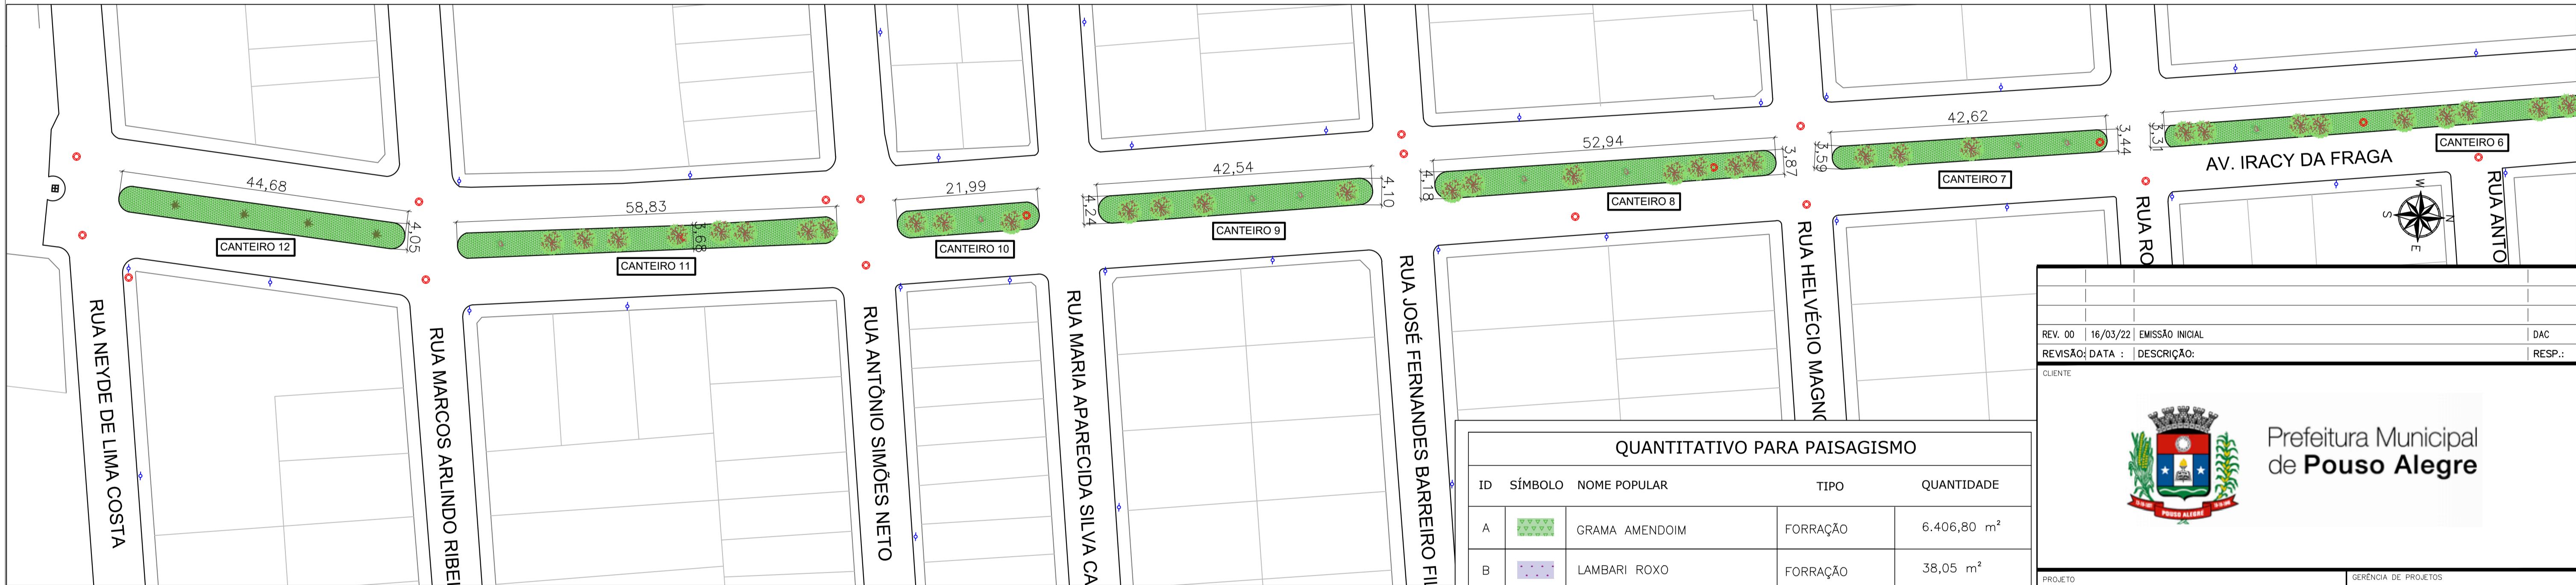 44,68
4,05
CANTEIRO 12
58,83
3,68
CANTEIRO 11
21,99
CANTEIRO 10
42,54
4,24
4,10
CANTEIRO 9
52,94
4,18
3,87
CANTEIRO 8
42,62
3,59
3,44
CANTEIRO 7
3,31
CANTEIRO 6
AV. IRACY DA FRAGA
W
S
N
E
RUA NEYDE DE LIMA COSTA
RUA MARCOS ARLINDO RIBEI
RUA ANTÔNIO SIMÕES NETO
RUA MARIA APARECIDA SILVA CA
RUA JOSÉ FERNANDES BARREIRO FIL
RUA HELVÉCIO MAGNO
RUA RO
RUA ANTO
QUANTITATIVO PARA PAISAGISMO
ID SÍMBOLO NOME POPULAR TIPO QUANTIDADE
A GRAMA AMENDOIM FORRAÇÃO 6.406,80 m²
B LAMBARI ROXO FORRAÇÃO 38,05 m²
REV. 00 16/03/22 EMISSÃO INICIAL DAC
REVISÃO: DATA : DESCRIÇÃO: RESP.:
CLIENTE
POUSO ALEGRE
Prefeitura Municipal
de Pouso Alegre
PROJETO
GERÊNCIA DE PROJETOS